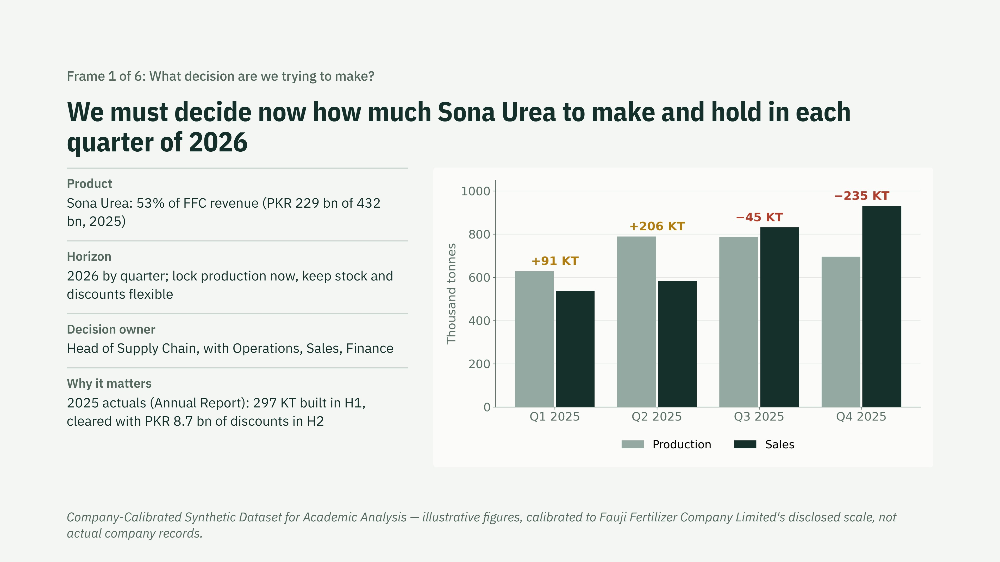 Frame 1 of 6: What decision are we trying to make?
We must decide now how much Sona Urea to make and hold in each
quarter of 2026
Product
Sona Urea: 53% of FFC revenue (PKR 229 bn of 432
bn, 2025)
Horizon
2026 by quarter; lock production now, keep stock and
discounts flexible
Decision owner
Head of Supply Chain, with Operations, Sales, Finance
Why it matters
2025 actuals (Annual Report): 297 KT built in H1,
cleared with PKR 8.7 bn of discounts in H2
Thousand tonnes
1000
800
600
400
200
0
+91 KT
+206 KT
−45 KT
−235 KT
Q1 2025
Q2 2025
Q3 2025
Q4 2025
Production
Sales
Company-Calibrated Synthetic Dataset for Academic Analysis — illustrative figures, calibrated to Fauji Fertilizer Company Limited's disclosed scale, not
actual company records.